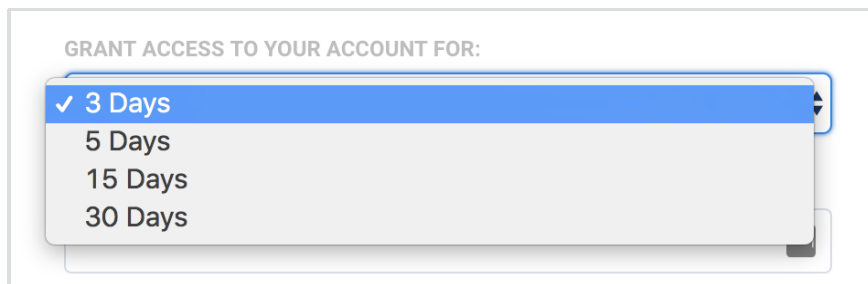 GRANT ACCESS TO YOUR ACCOUNT FOR:
✓ 3 Days
5 Days
15 Days
30 Days